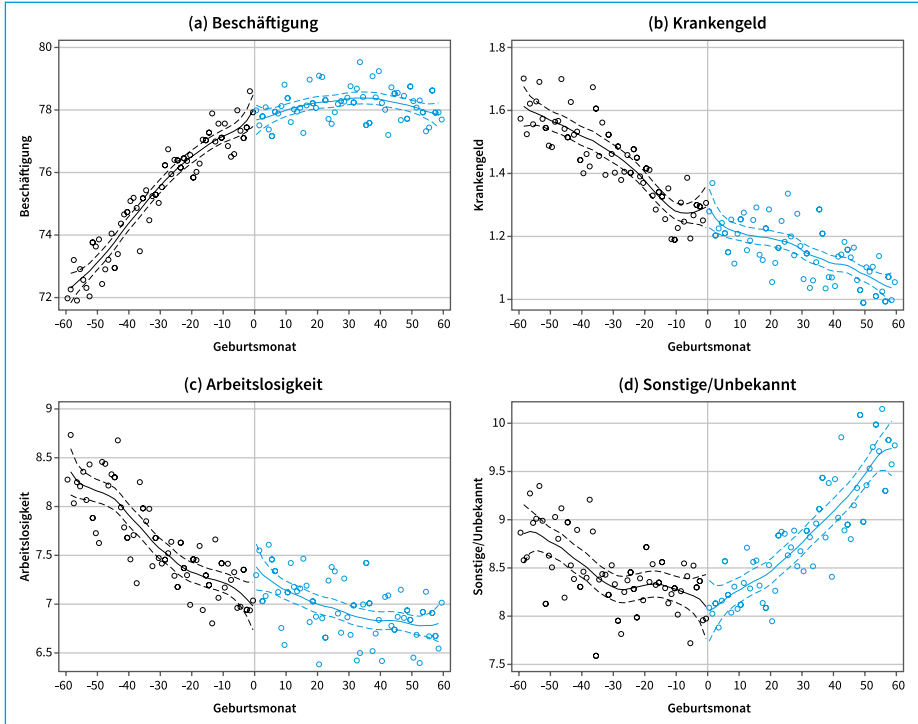 (a) Beschäftigung
Beschäftigung
80
78
76
74
72
-60 -50 -40 -30 -20 -10 0 10 20 30 40 50 60
Geburtsmonat
(b) Krankengeld
Krankengeld
1.8
1.6
1.4
1.2
1
-60 -50 -40 -30 -20 -10 0 10 20 30 40 50 60
Geburtsmonat
(c) Arbeitslosigkeit
Arbeitslosigkeit
9
8.5
8
7.5
7
6.5
-60 -50 -40 -30 -20 -10 0 10 20 30 40 50 60
Geburtsmonat
(d) Sonstige/Unbekannt
Sonstige/Unbekannt
10
9.5
9
8.5
8
7.5
-60 -50 -40 -30 -20 -10 0 10 20 30 40 50 60
Geburtsmonat